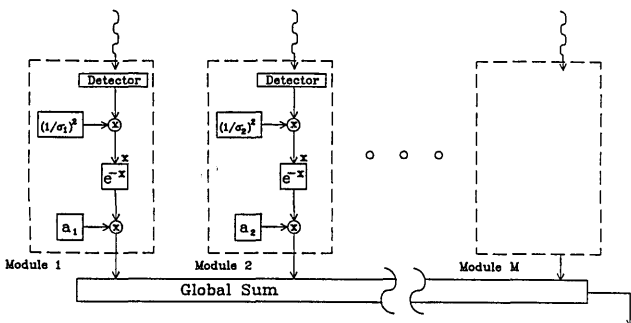 Detector
Detector
(1/σ₁)²
x
(1/σ₂)²
x
x
x
e⁻ˣ
e⁻ˣ
a₁
x
a₂
x
Module 1
Module 2
Module M
Global Sum